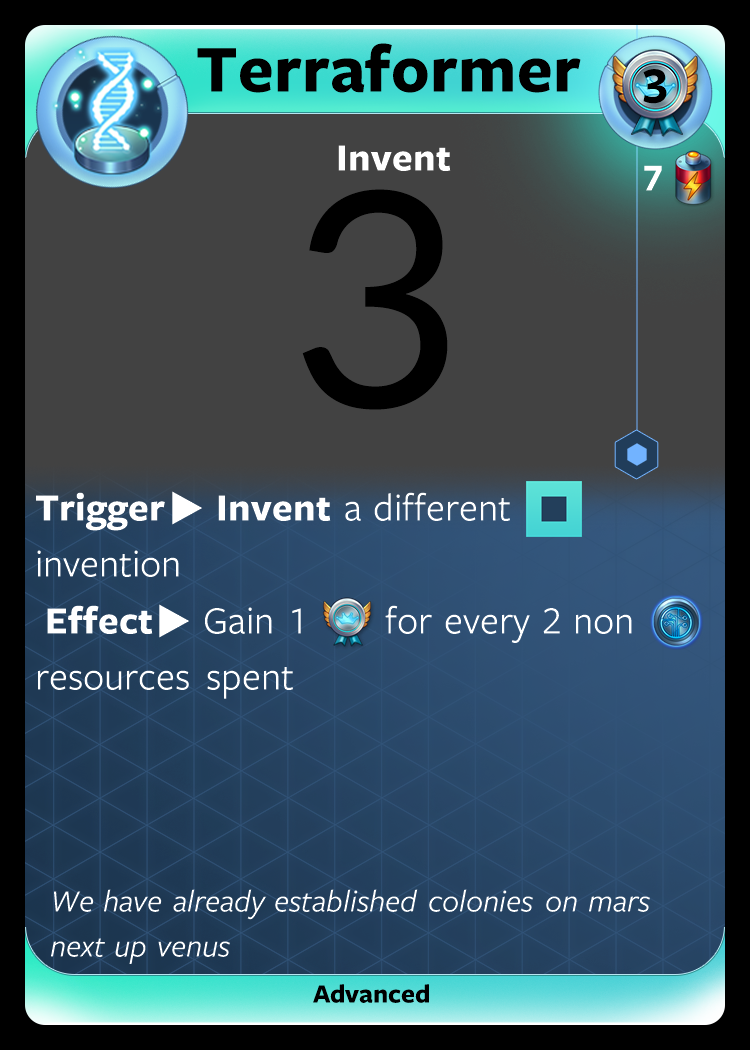 Terraformer
3
Invent
7
3
Trigger▶ Invent a different
invention
Effect▶ Gain 1 for every 2 non
resources spent
We have already established colonies on mars
next up venus
Advanced